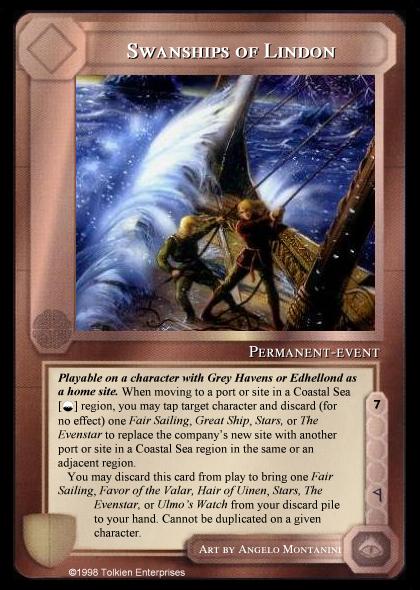 SWANSHIPS OF LINDON
PERMANENT-EVENT
Playable on a character with Grey Havens or Edhellond as
a home site. When moving to a port or site in a Coastal Sea
[] region, you may tap target character and discard (for
no effect) one Fair Sailing, Great Ship, Stars, or The
Evenstar to replace the company's new site with another
port or site in a Coastal Sea region in the same or an
adjacent region.
You may discard this card from play to bring one Fair
Sailing, Favor of the Valar, Hair of Uinen, Stars, The
Evenstar, or Ulmo's Watch from your discard pile
to your hand. Cannot be duplicated on a given
character.
7
ART BY ANGELO MONTANINI
©1998 Tolkien Enterprises